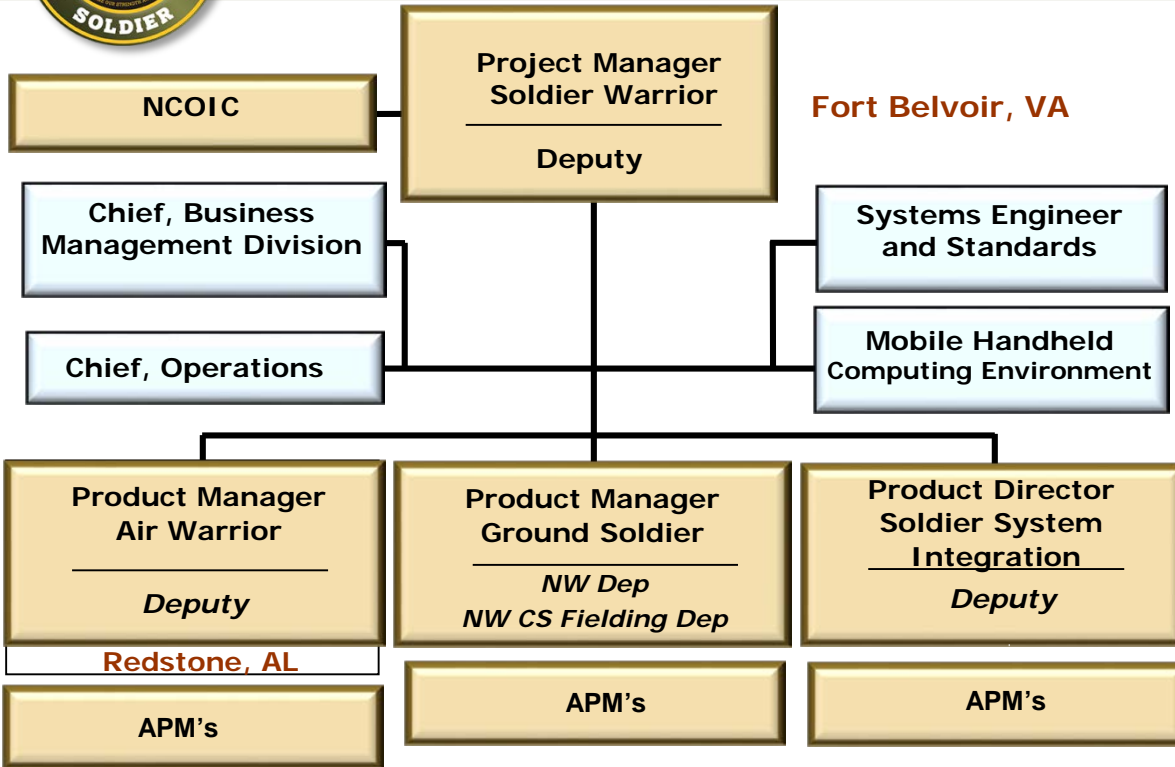 SOLDIER
Project Manager
Soldier Warrior
Deputy
NCOIC
Fort Belvoir, VA
Chief, Business
Management Division
Systems Engineer
and Standards
Chief, Operations
Mobile Handheld
Computing Environment
Product Manager
Air Warrior
Deputy
Redstone, AL
APM's
Product Manager
Ground Soldier
NW Dep
NW CS Fielding Dep
APM's
Product Director
Soldier System
Integration
Deputy
APM's